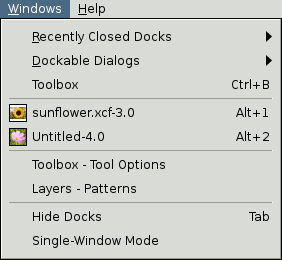 Windows Help
Recently Closed Docks
Dockable Dialogs
Toolbox Ctrl+B
sunflower.xcf-3.0 Alt+1
Untitled-4.0 Alt+2
Toolbox - Tool Options
Layers - Patterns
Hide Docks Tab
Single-Window Mode